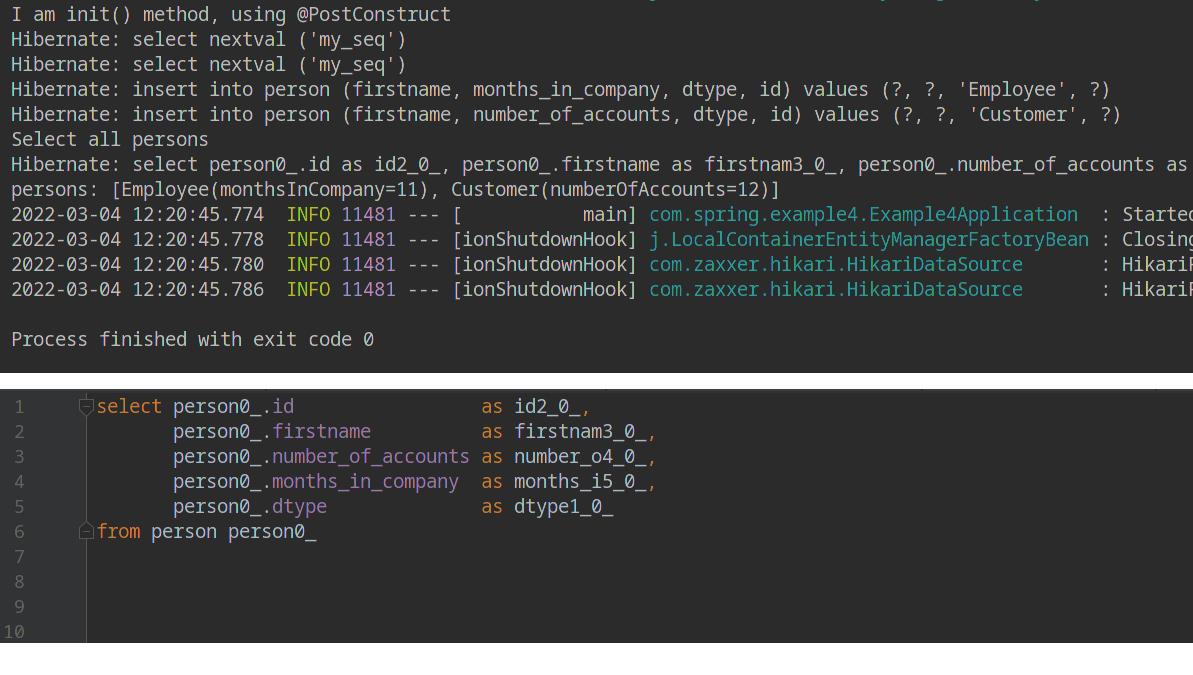 I am init() method, using @PostConstruct
Hibernate: select nextval ('my_seq')
Hibernate: select nextval ('my_seq')
Hibernate: insert into person (firstname, months_in_company, dtype, id) values (?, ?, 'Employee', ?)
Hibernate: insert into person (firstname, number_of_accounts, dtype, id) values (?, ?, 'Customer', ?)
Select all persons
Hibernate: select person0_.id as id2_0_, person0_.firstname as firstnam3_0_, person0_.number_of_accounts as
persons: [Employee(monthsInCompany=11), Customer(numberOfAccounts=12)]
2022-03-04 12:20:45.774  INFO 11481 --- [           main] com.spring.example4.Example4Application  : Started
2022-03-04 12:20:45.778  INFO 11481 --- [ionShutdownHook] j.LocalContainerEntityManagerFactoryBean : Closing
2022-03-04 12:20:45.780  INFO 11481 --- [ionShutdownHook] com.zaxxer.hikari.HikariDataSource       : Hikari
2022-03-04 12:20:45.786  INFO 11481 --- [ionShutdownHook] com.zaxxer.hikari.HikariDataSource       : Hikari
Process finished with exit code 0
1 select person0_.id                 as id2_0_,
2        person0_.firstname          as firstnam3_0_,
3        person0_.number_of_accounts as number_o4_0_,
4        person0_.months_in_company  as months_i5_0_,
5        person0_.dtype              as dtype1_0_
6 from person person0_
7
8
9
10